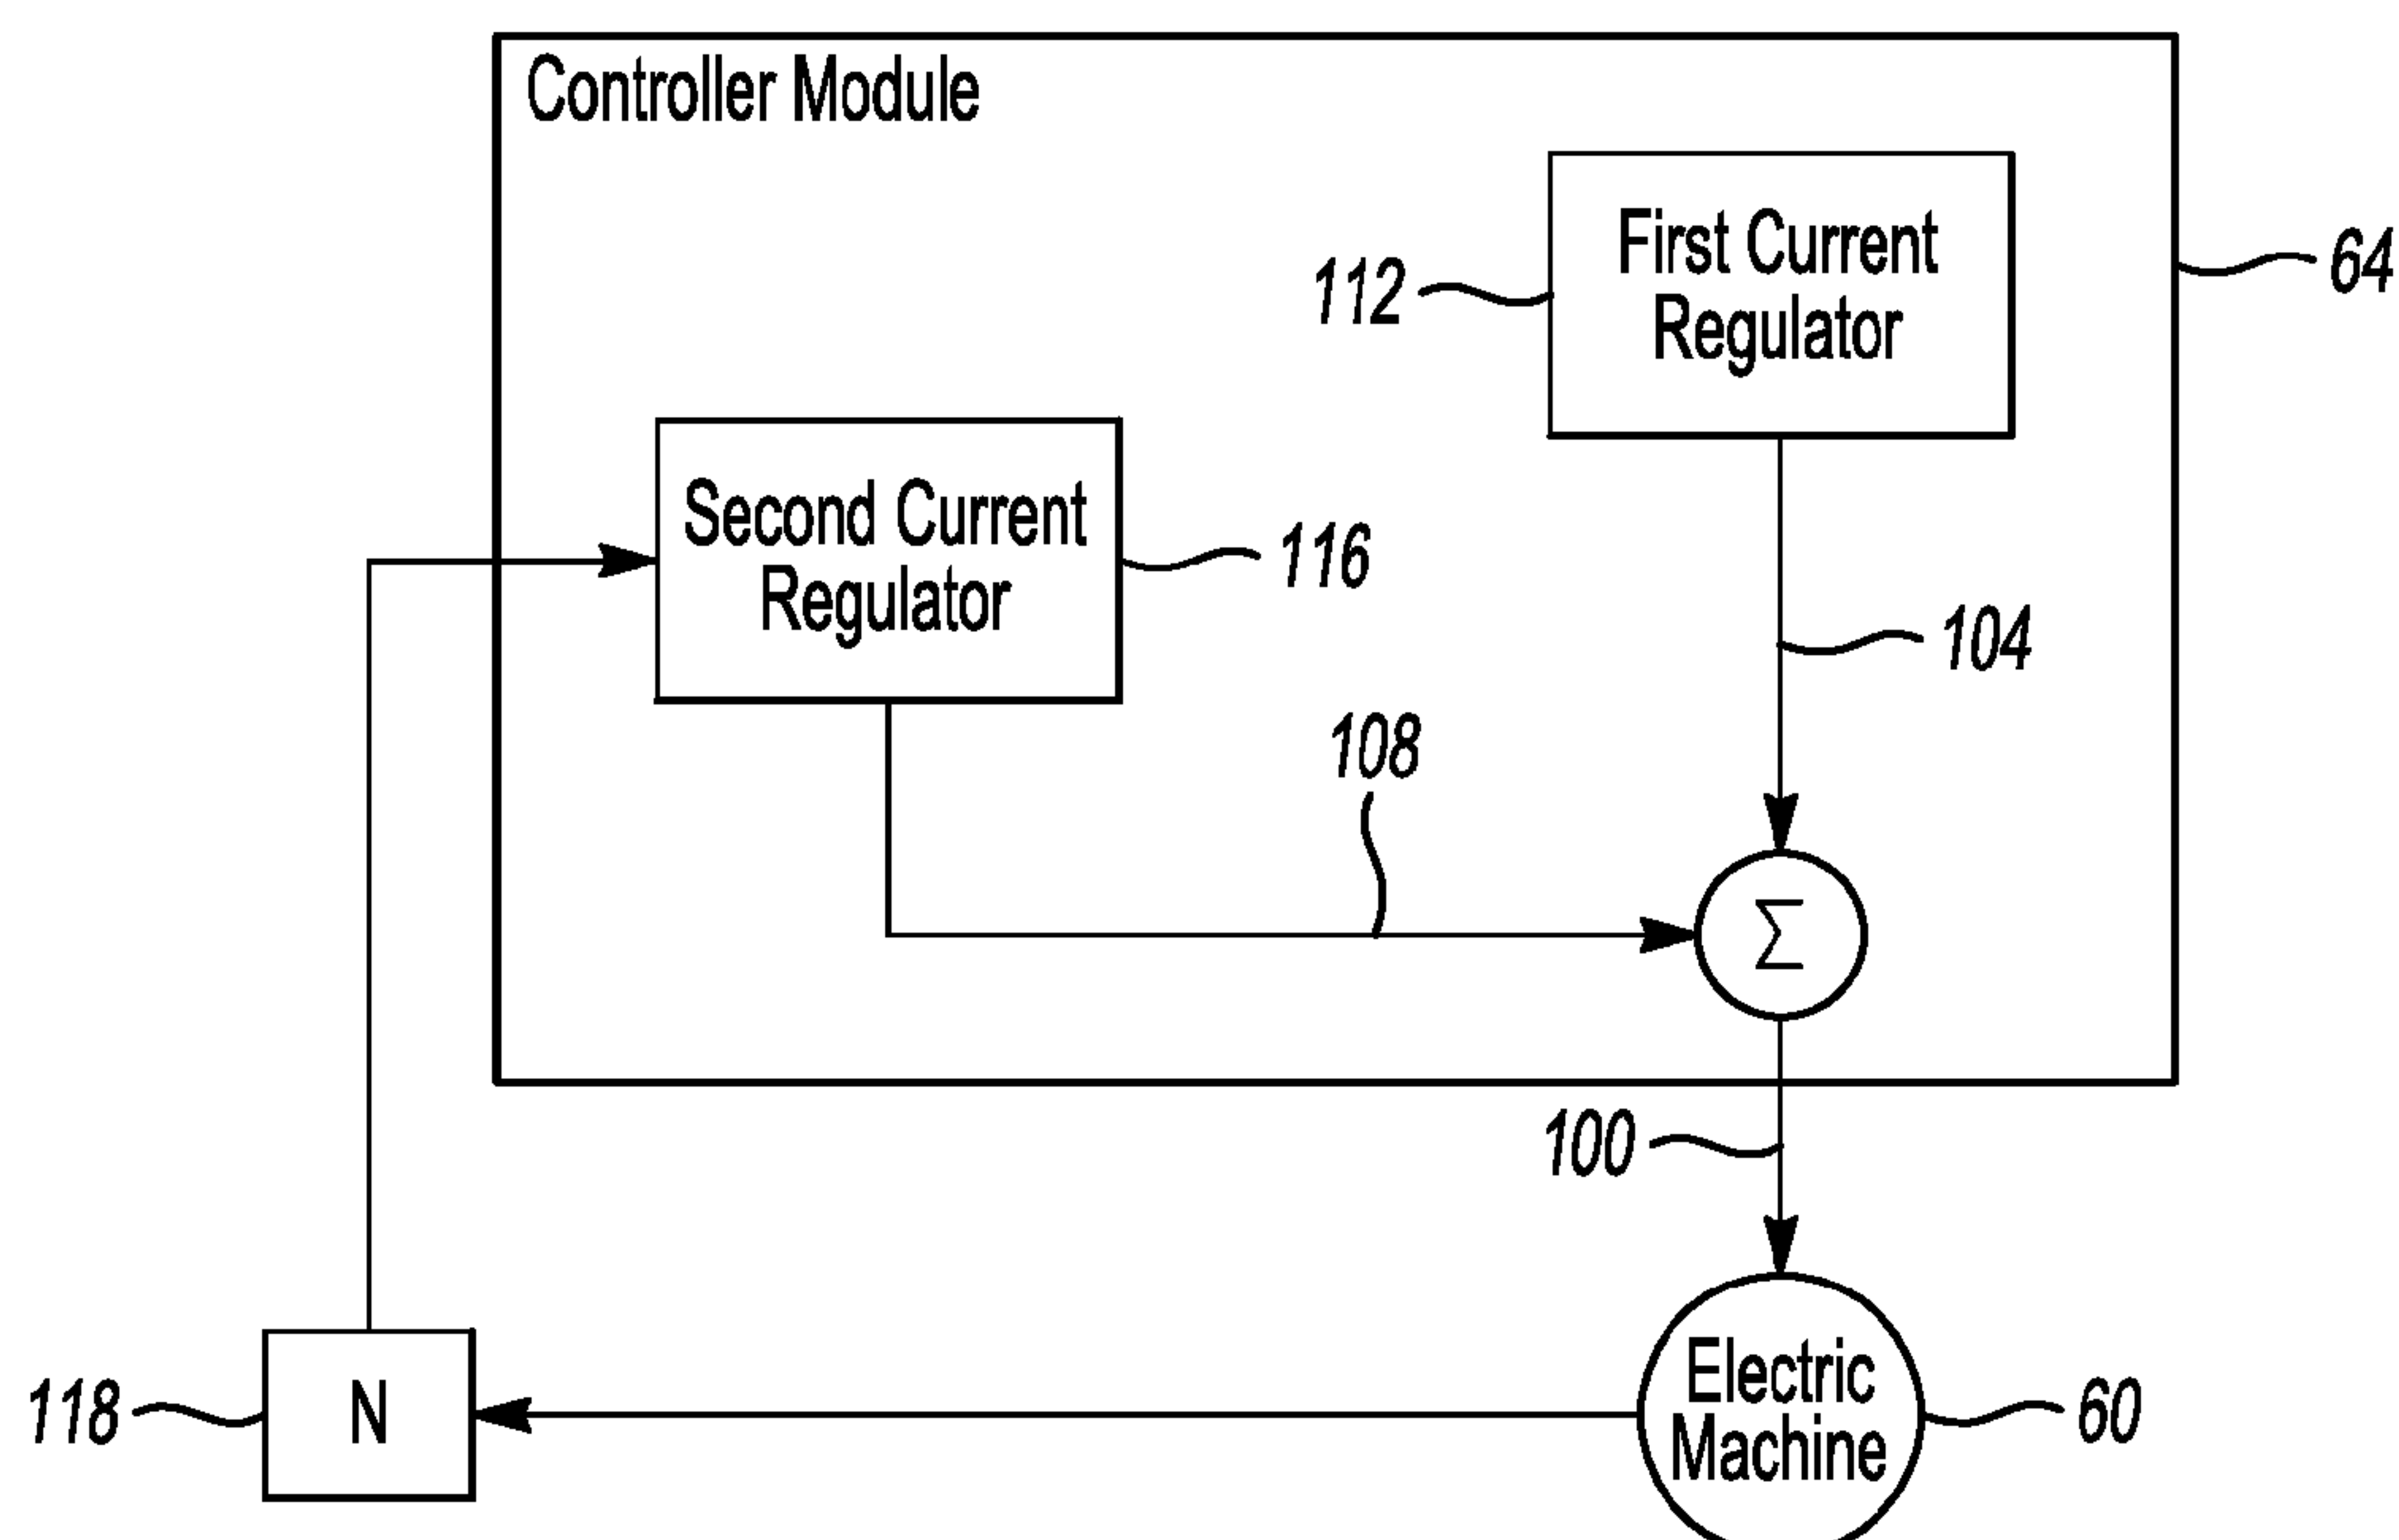 Controller Module
First Current
Regulator
112
64
Second Current
Regulator
116
104
108
Σ
100
Electric
Machine
60
N
118